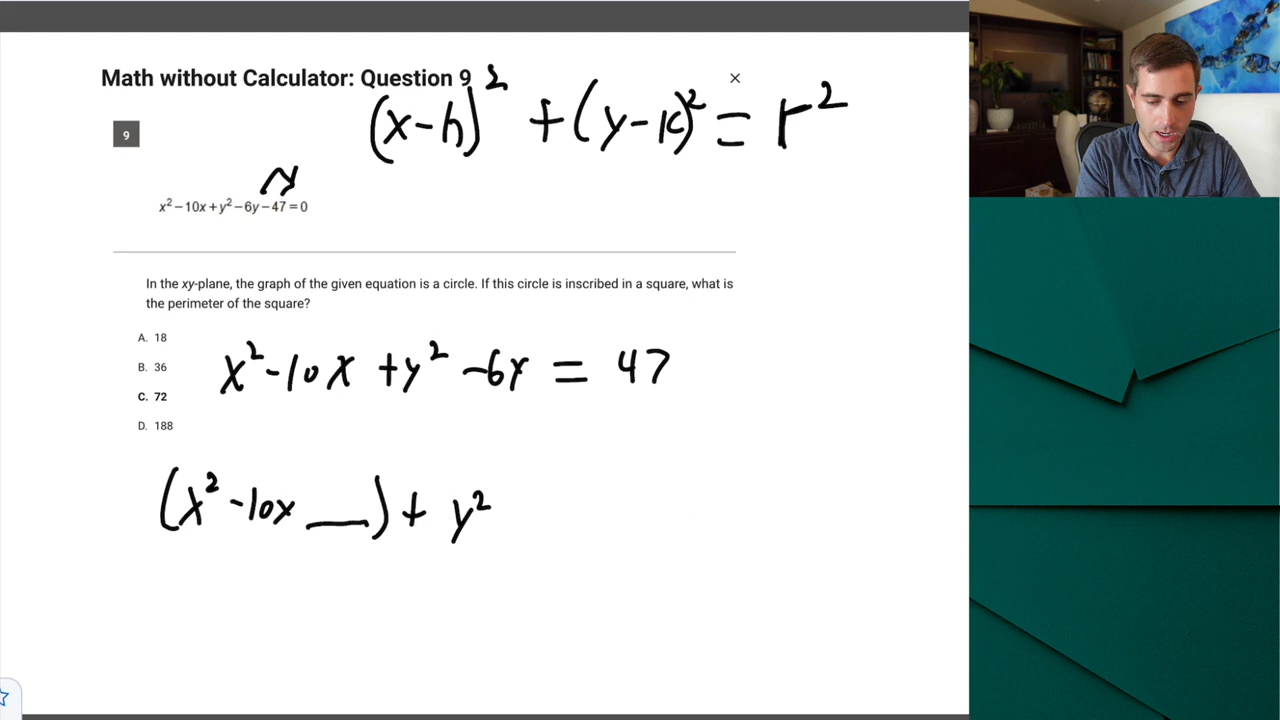 Math without Calculator: Question 9
×
(x-h)² + (y-k)² = r²
9
x² – 10x + y² – 6y – 47 = 0
In the xy-plane, the graph of the given equation is a circle. If this circle is inscribed in a square, what is
the perimeter of the square?
A. 18
B. 36
C. 72
D. 188
x² -10x +y² -6y = 47
(x² -10x __) + y²